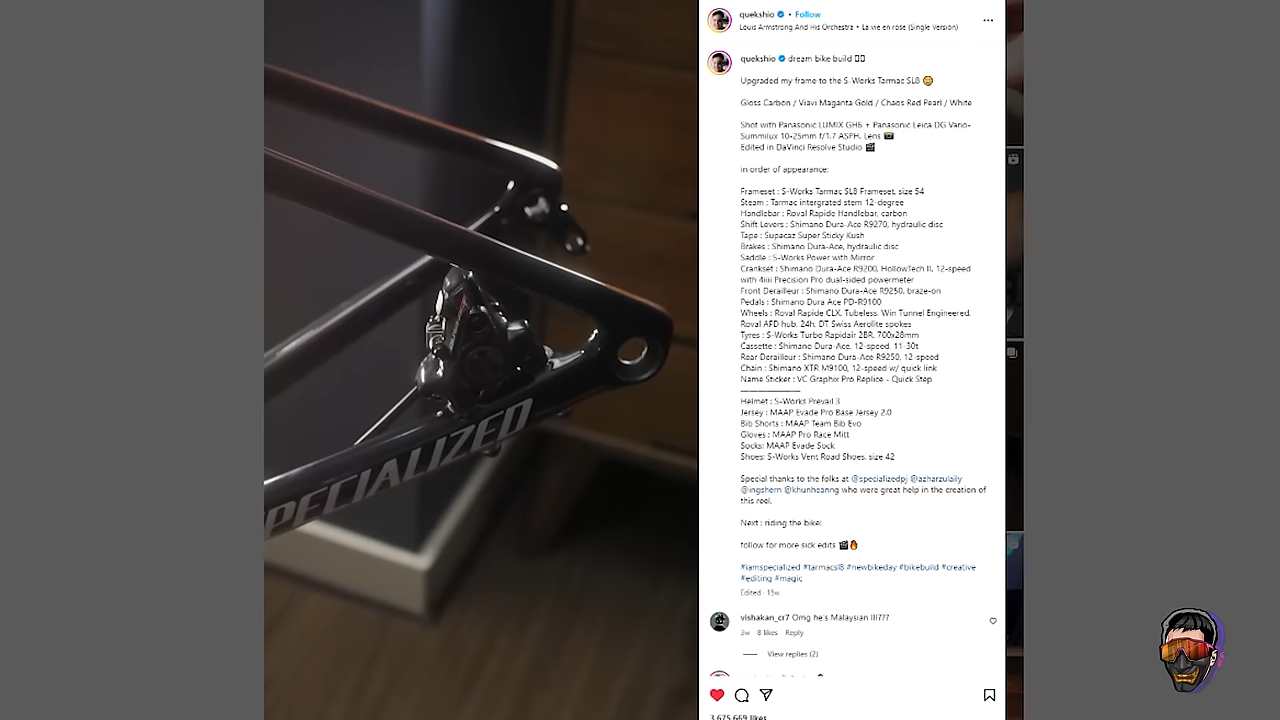 quekshio • Follow
Louis Armstrong And His Orchestra • La vie en rose (Single Version)
quekshio dream bike build
Upgraded my frame to the S-Works Tarmac SL8
Gloss Carbon / Viavi Maganta Gold / Chaos Red Pearl / White
Shot with Panasonic LUMIX GH6 + Panasonic Leica DG Vario-
Summilux 10-25mm f/1.7 ASPH. Lens 📷
Edited in DaVinci Resolve Studio 🎬
in order of appearance:
Frameset : S-Works Tarmac SL8 Frameset, size 54
Steam : Tarmac intergrated stem 12-degree
Handlebar : Roval Rapide Handlebar, carbon
Shift Levers : Shimano Dura-Ace R9270, hydraulic disc
Tape : Supacaz Super Sticky Kush
Brakes : Shimano Dura-Ace, hydraulic disc
Saddle : S-Works Power with Mirror
Crankset : Shimano Dura-Ace R9200, HollowTech II, 12-speed
with 4iiii Precision Pro dual-sided powermeter
Front Derailleur : Shimano Dura-Ace R9250, braze-on
Pedals : Shimano Dura Ace PD-R9100
Wheels : Roval Rapide CLX, Tubeless, Win Tunnel Engineered,
Roval AFD hub, 24h, DT Swiss Aerolite spokes
Tyres : S-Works Turbo Rapidair 2BR, 700x28mm
Cassette : Shimano Dura-Ace, 12-speed, 11-30t
Rear Derailleur : Shimano Dura-Ace R9250, 12-speed
Chain : Shimano XTR M9100, 12-speed w/ quick link
Name Sticker : VC Graphix Pro Replica - Quick Step
Helmet : S-Works Prevail 3
Jersey : MAAP Evade Pro Base Jersey 2.0
Bib Shorts : MAAP Team Bib Evo
Gloves : MAAP Pro Race Mitt
Socks: MAAP Evade Sock
Shoes: S-Works Vent Road Shoes, size 42
Special thanks to the folks at @specializedpj @azharzulaily
@ingshern @khunheanng who were great help in the creation of
this reel.
Next : riding the bike!
follow for more sick edits 🎬🔥
#iamspecialized #tarmacsl8 #newbikeday #bikebuild #creative
#editing #magic
Edited · 15w
vishakan_cr7 Omg he's Malaysian !!!???
3w 8 likes Reply
View replies (2)
3,675,669 likes
PECIALIZED